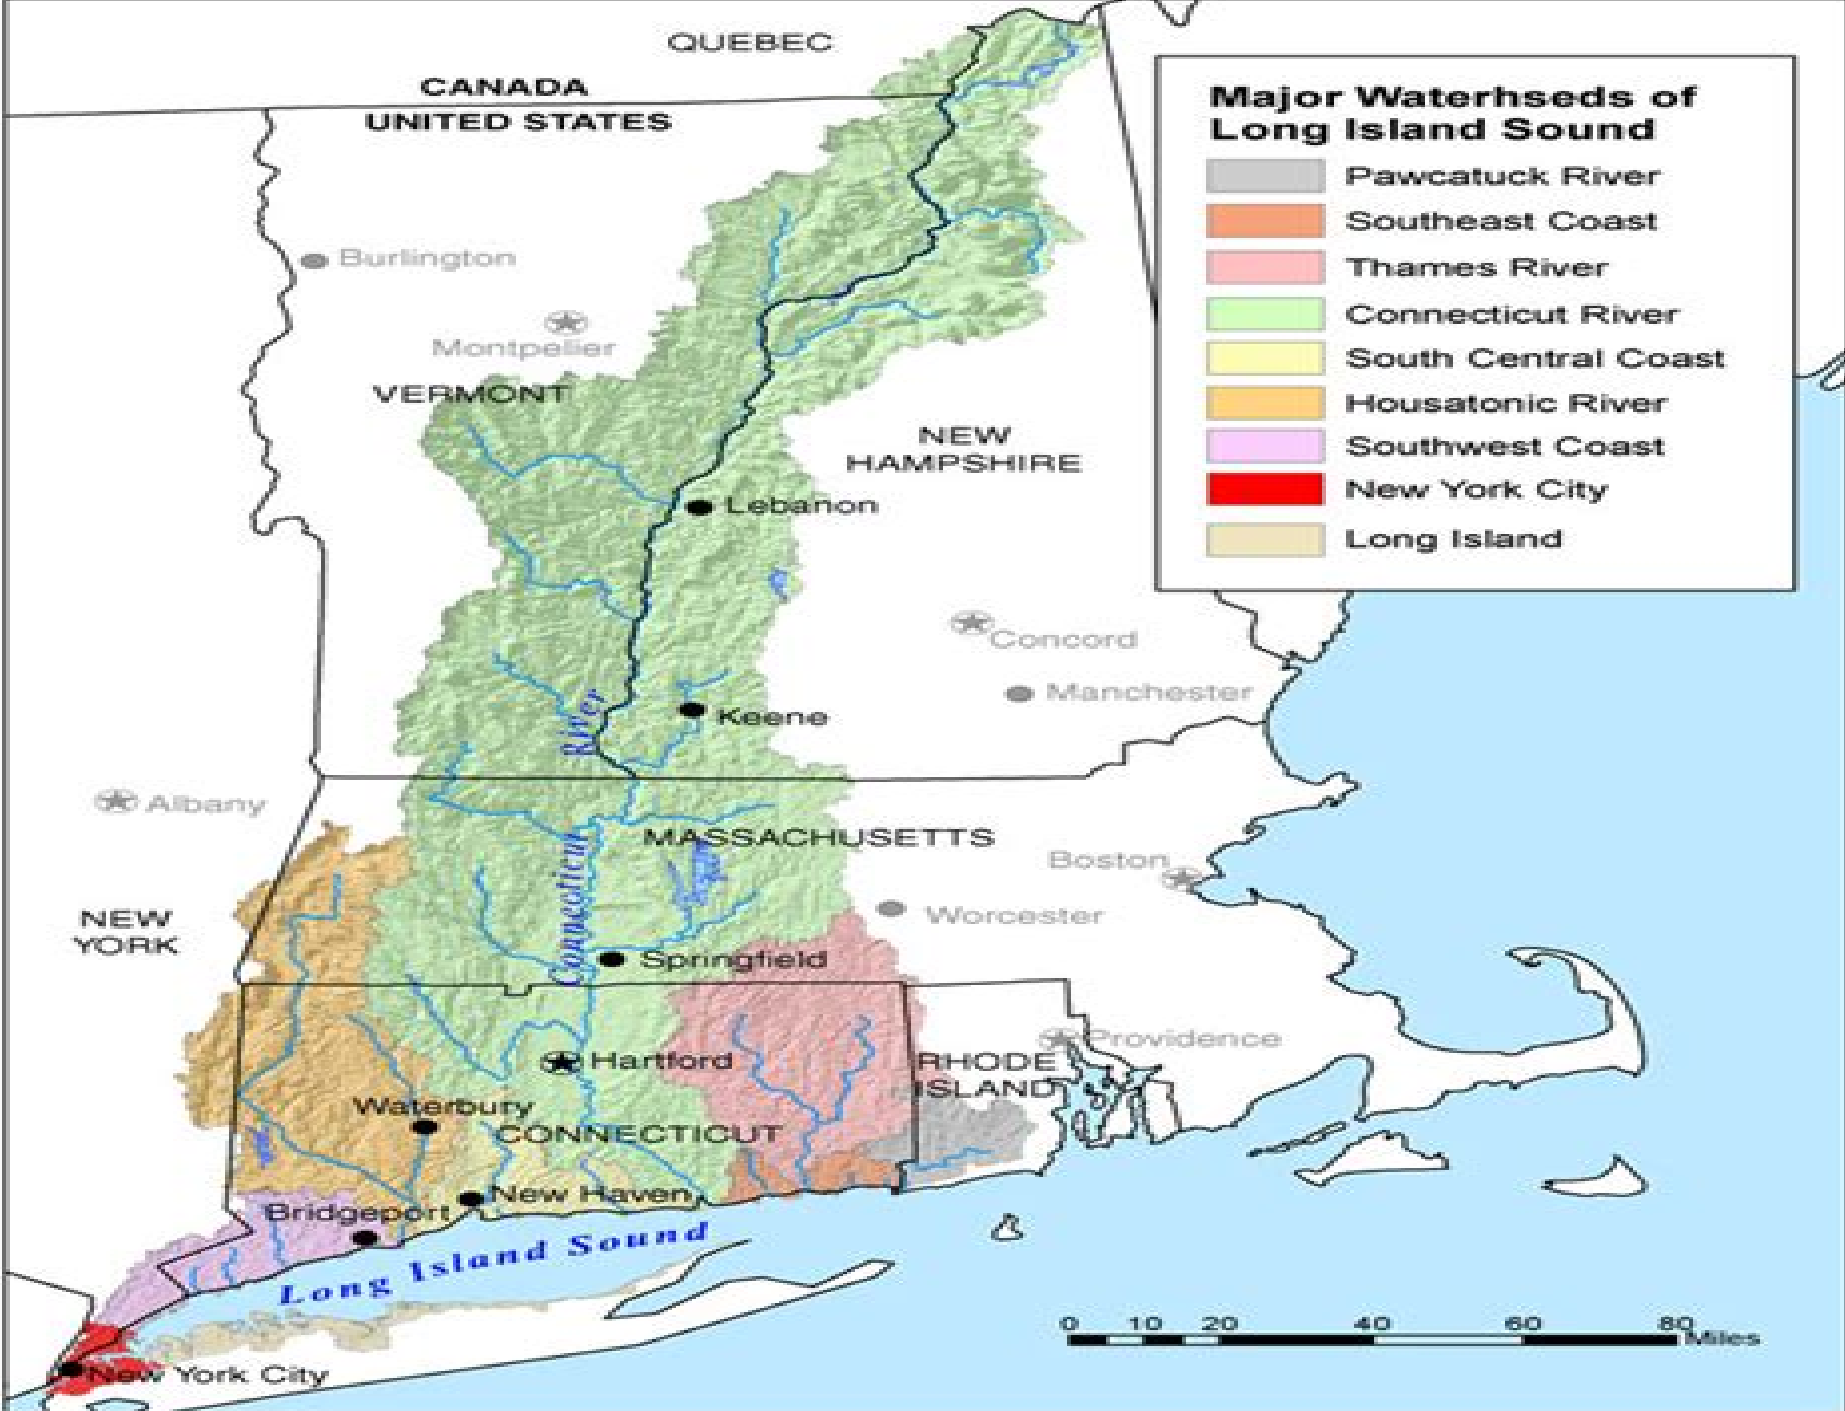 QUEBEC
CANADA
UNITED STATES
Major Waterhseds of
Long Island Sound
Pawcatuck River
Southeast Coast
Thames River
Connecticut River
South Central Coast
Housatonic River
Southwest Coast
New York City
Long Island
Burlington
Montpelier
VERMONT
NEW
HAMPSHIRE
Lebanon
Concord
Manchester
River
Keene
Albany
MASSACHUSETTS
Boston
Connecticut
NEW
YORK
Worcester
Springfield
Providence
Hartford
RHODE
ISLAND
Waterbury
CONNECTICUT
New Haven
Bridgeport
Long Island Sound
0 10 20 40 60 80
Miles
New York City